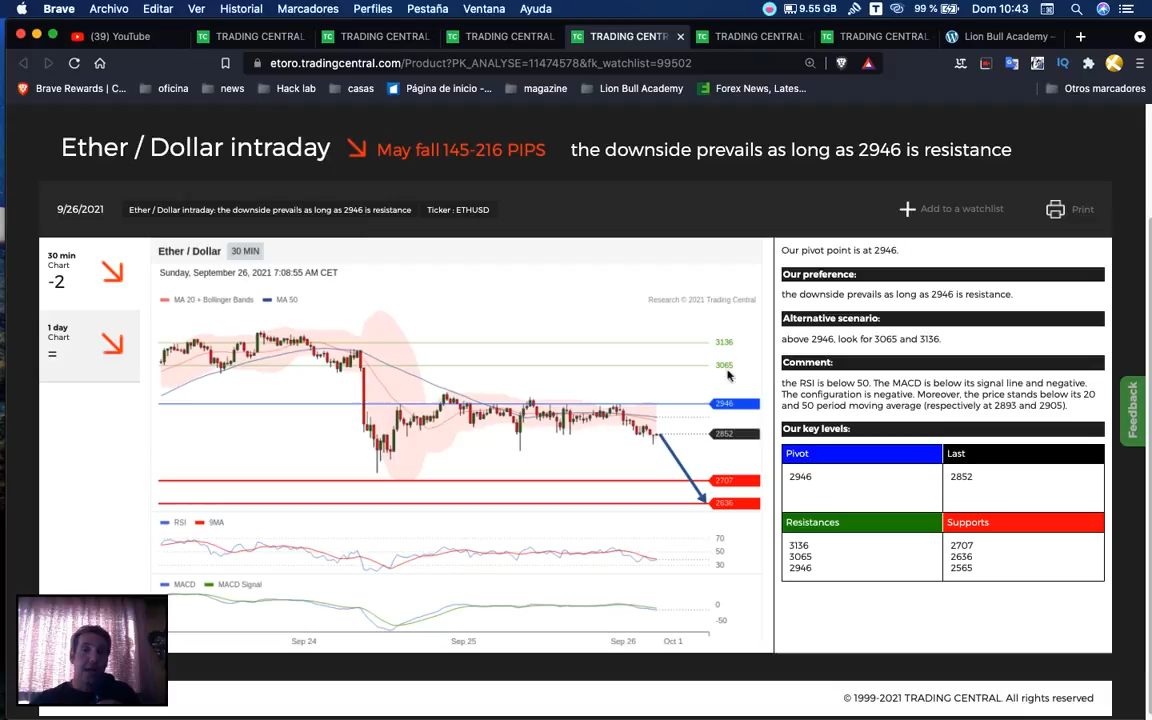 Brave Archivo Editar Ver Historial Marcadores Perfiles Pestaña Ventana Ayuda 9.55 GB T 99 % Dom 10:43
(39) YouTube TC TRADING CENTRAL TC TRADING CENTRAL TC TRADING CENTRAL TC TRADING CENTR TC TRADING CENTRAL TC TRADING CENTRAL Lion Bull Academy –
etoro.tradingcentral.com/Product?PK_ANALYSE=11474578&fk_watchlist=99502 IQ
Brave Rewards | C... oficina news Hack lab casas Página de inicio -... magazine Lion Bull Academy Forex News, Lates... Otros marcadores
Ether / Dollar intraday May fall 145-216 PIPS the downside prevails as long as 2946 is resistance
9/26/2021 Ether / Dollar intraday: the downside prevails as long as 2946 is resistance Ticker : ETHUSD Add to a watchlist Print
30 min
Chart
-2
1 day
Chart
=
Ether / Dollar 30 MIN
Sunday, September 26, 2021 7:08:55 AM CET
MA 20 + Bollinger Bands MA 50 Research © 2021 Trading Central
3136
3065
2946
2852
2707
2636
RSI 9MA
70
50
30
MACD MACD Signal
0
-50
Sep 24 Sep 25 Sep 26 Oct 1
Our pivot point is at 2946.
Our preference:
the downside prevails as long as 2946 is resistance.
Alternative scenario:
above 2946, look for 3065 and 3136.
Comment:
the RSI is below 50. The MACD is below its signal line and negative.
The configuration is negative. Moreover, the price stands below its 20
and 50 period moving average (respectively at 2893 and 2905).
Our key levels:
Pivot Last
2946 2852
Resistances Supports
3136 2707
3065 2636
2946 2565
Feedback
© 1999-2021 TRADING CENTRAL. All rights reserved